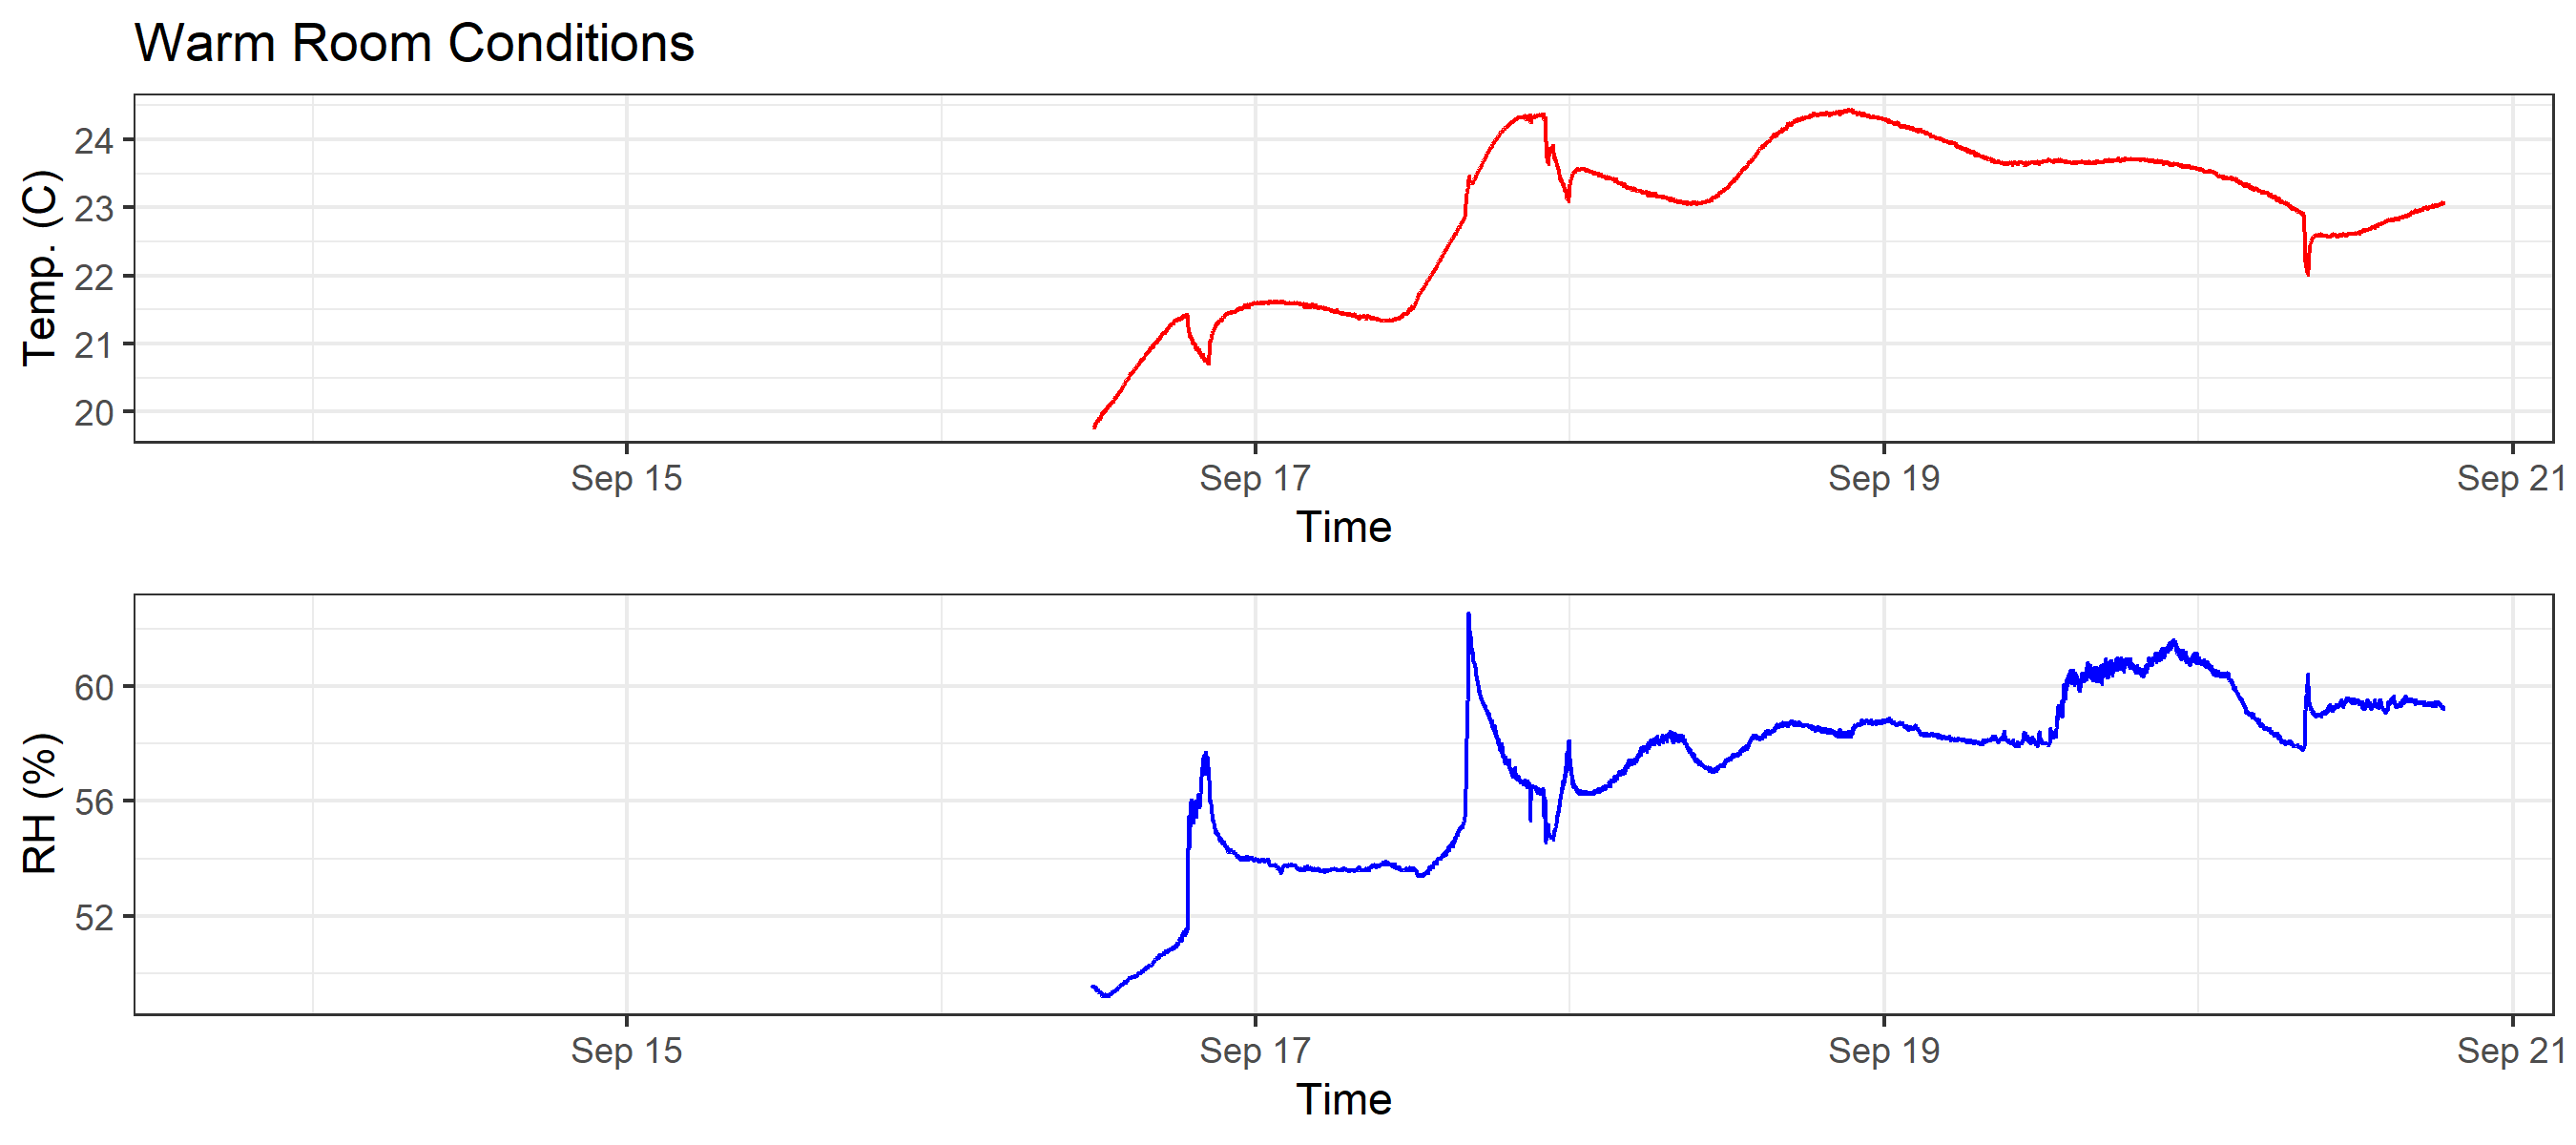 Warm Room Conditions
Temp. (C)
24
23
22
21
20
Sep 15
Sep 17
Sep 19
Sep 21
Time
RH (%)
60
56
52
Sep 15
Sep 17
Sep 19
Sep 21
Time